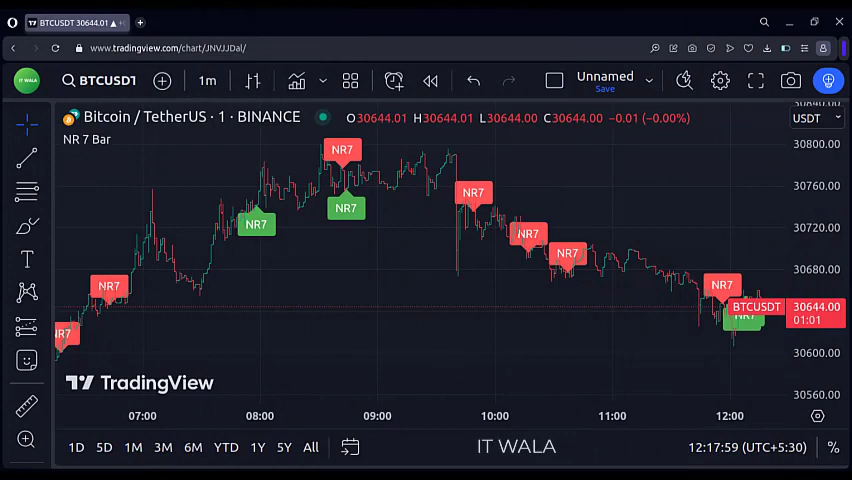 BTCUSDT 30644.01
www.tradingview.com/chart/JNVJJDal/
IT WALA
BTCUSDT
1m
Unnamed
Save
Bitcoin / TetherUS · 1 · BINANCE
O30644.01 H30644.01 L30644.00 C30644.00 −0.01 (−0.00%)
USDT
NR 7 Bar
30840.00
30800.00
30760.00
30720.00
30680.00
30644.00
01:01
30600.00
30560.00
NR7
NR7
NR7
NR7
NR7
NR7
NR7
NR7
NR7
BTCUSDT
NR7
TradingView
07:00 08:00 09:00 10:00 11:00 12:00
1D 5D 1M 3M 6M YTD 1Y 5Y All
IT WALA
12:17:59 (UTC+5:30)
%